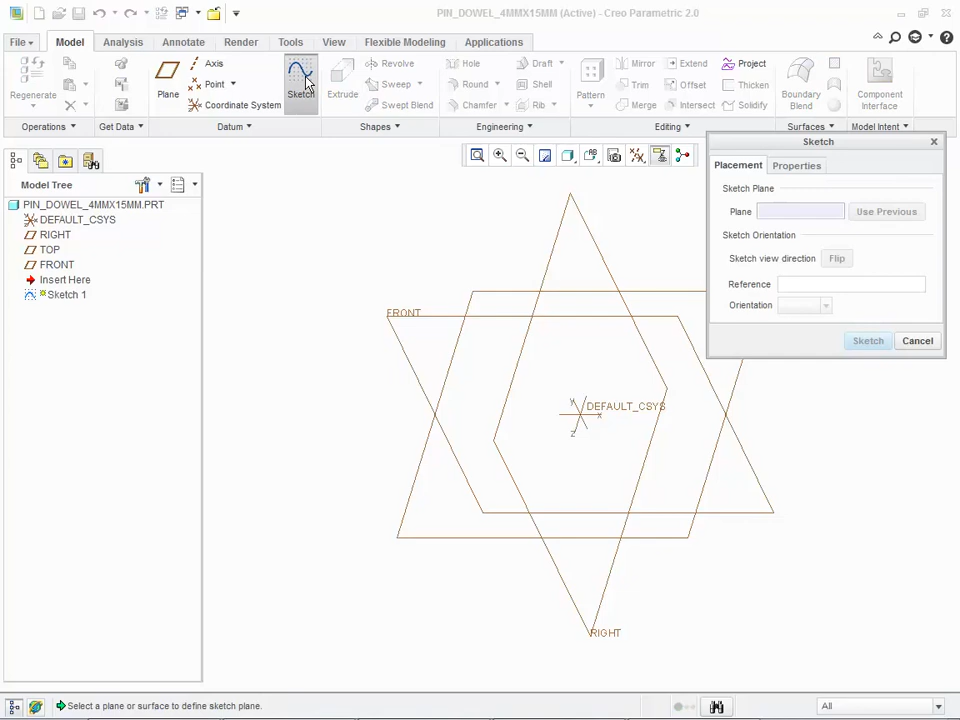 PIN_DOWEL_4MMX15MM (Active) - Creo Parametric 2.0
File Model Analysis Annotate Render Tools View Flexible Modeling Applications
Regenerate
Operations
Get Data
Plane
Axis
Point
Coordinate System
Sketch
Datum
Extrude
Revolve
Sweep
Swept Blend
Shapes
Hole
Round
Chamfer
Draft
Shell
Rib
Engineering
Pattern
Mirror
Trim
Merge
Extend
Offset
Intersect
Project
Thicken
Solidify
Editing
Boundary
Blend
Surfaces
Component
Interface
Model Intent
Model Tree
PIN_DOWEL_4MMX15MM.PRT
DEFAULT_CSYS
RIGHT
TOP
FRONT
Insert Here
Sketch 1
FRONT
DEFAULT_CSYS
Y
X
Z
RIGHT
Sketch
Placement Properties
Sketch Plane
Plane Use Previous
Sketch Orientation
Sketch view direction Flip
Reference
Orientation
Sketch Cancel
Select a plane or surface to define sketch plane.
All